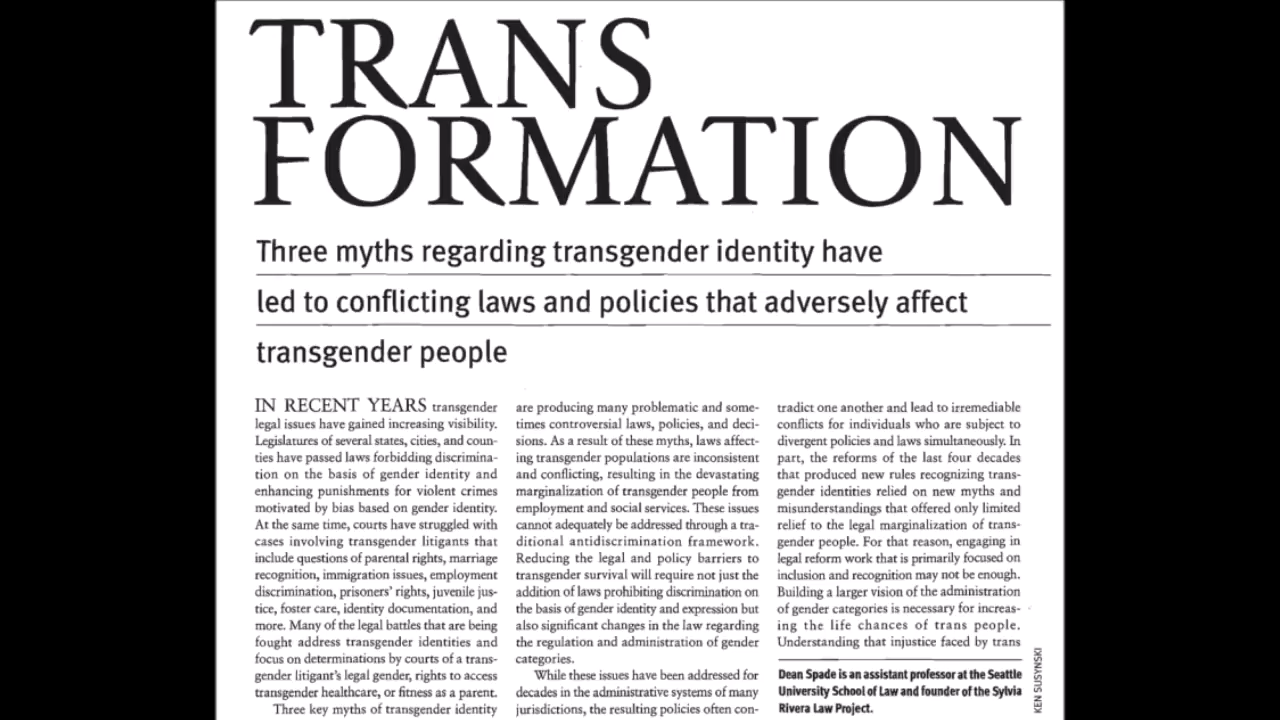 TRANS
FORMATION
Three myths regarding transgender identity have
led to conflicting laws and policies that adversely affect
transgender people
IN RECENT YEARS transgender
legal issues have gained increasing visibility.
Legislatures of several states, cities, and coun-
ties have passed laws forbidding discrimina-
tion on the basis of gender identity and
enhancing punishments for violent crimes
motivated by bias based on gender identity.
At the same time, courts have struggled with
cases involving transgender litigants that
include questions of parental rights, marriage
recognition, immigration issues, employment
discrimination, prisoners' rights, juvenile jus-
tice, foster care, identity documentation, and
more. Many of the legal battles that are being
fought address transgender identities and
focus on determinations by courts of a trans-
gender litigant's legal gender, rights to access
transgender healthcare, or fitness as a parent.
Three key myths of transgender identity
are producing many problematic and some-
times controversial laws, policies, and deci-
sions. As a result of these myths, laws affect-
ing transgender populations are inconsistent
and conflicting, resulting in the devastating
marginalization of transgender people from
employment and social services. These issues
cannot adequately be addressed through a tra-
ditional antidiscrimination framework.
Reducing the legal and policy barriers to
transgender survival will require not just the
addition of laws prohibiting discrimination on
the basis of gender identity and expression but
also significant changes in the law regarding
the regulation and administration of gender
categories.
While these issues have been addressed for
decades in the administrative systems of many
jurisdictions, the resulting policies often con-
tradict one another and lead to irremediable
conflicts for individuals who are subject to
divergent policies and laws simultaneously. In
part, the reforms of the last four decades
that produced new rules recognizing trans-
gender identities relied on new myths and
misunderstandings that offered only limited
relief to the legal marginalization of trans-
gender people. For that reason, engaging in
legal reform work that is primarily focused on
inclusion and recognition may not be enough.
Building a larger vision of the administration
of gender categories is necessary for increas-
ing the life chances of trans people.
Understanding that injustice faced by trans
Dean Spade is an assistant professor at the Seattle
University School of Law and founder of the Sylvia
Rivera Law Project.
KEN SUSYNSKI